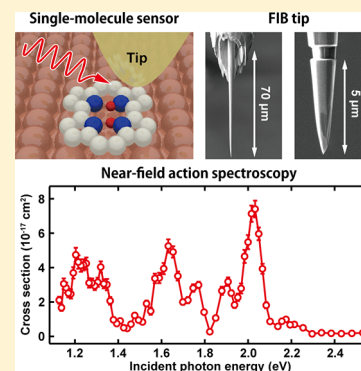 Single-molecule sensor
FIB tip
Tip
70 μm
5 μm
Near-field action spectroscopy
Cross section (10⁻¹⁷ cm²)
8
6
4
2
0
1.2
1.4
1.6
1.8
2.0
2.2
2.4
Incident photon energy (eV)